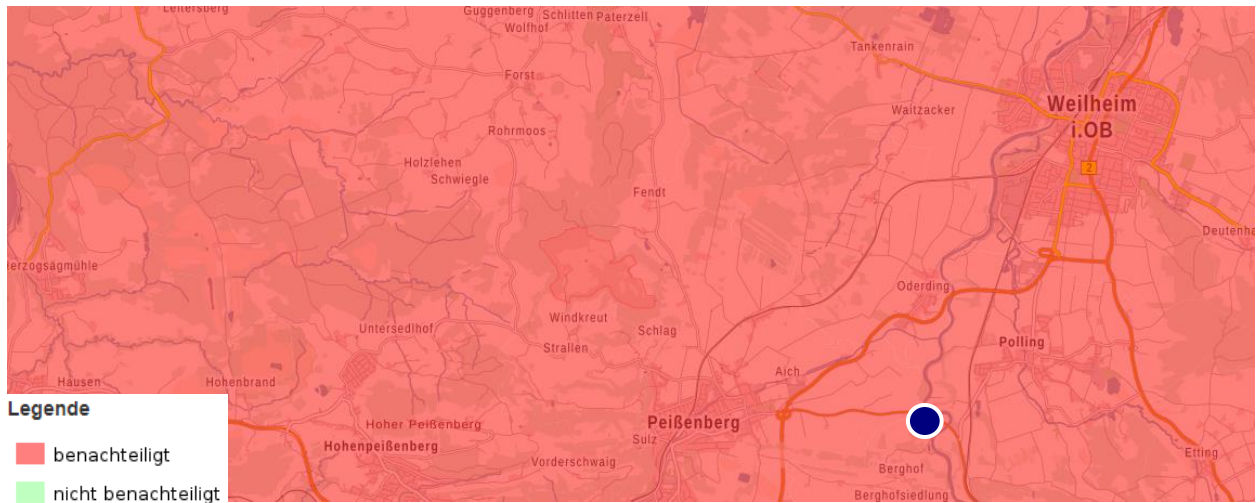 Leitersberg
Guggenberg
Schlitten
Paterzell
Wolfhof
Tankenrain
Forst
Waitzacker
Weilheim
i.OB
Rohrmoos
Holzlehen
Schwiegle
2
Fendt
Deutenha
Herzogsägmühle
Oderding
Windkreut
Untersedlhof
Schlag
Strallen
Polling
Aich
Hausen
Hohenbrand
Hoher Peißenberg
Peißenberg
Sulz
Hohenpeißenberg
Vorderschwaig
Berghof
Etting
Berghofsiedlung
Legende
benachteiligt
nicht benachteiligt